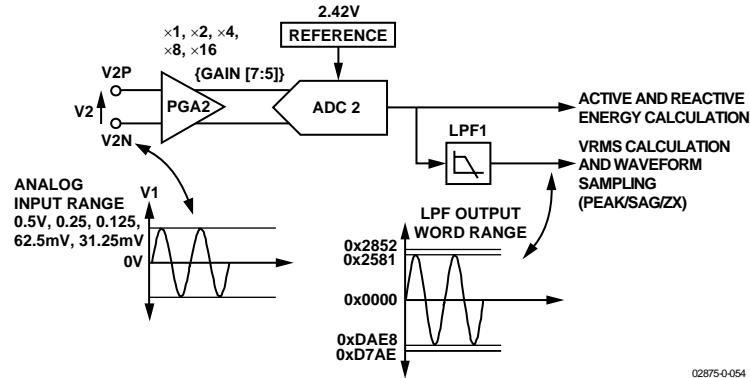 2.42V
REFERENCE
×1, ×2, ×4,
×8, ×16
{GAIN [7:5]}
V2P
V2
V2N
PGA2
ADC 2
ACTIVE AND REACTIVE
ENERGY CALCULATION
LPF1
VRMS CALCULATION
AND WAVEFORM
SAMPLING
(PEAK/SAG/ZX)
ANALOG
INPUT RANGE
0.5V, 0.25, 0.125,
62.5mV, 31.25mV
V1
0V
LPF OUTPUT
WORD RANGE
0x2852
0x2581
0x0000
0xDAE8
0xD7AE
02875-0-054